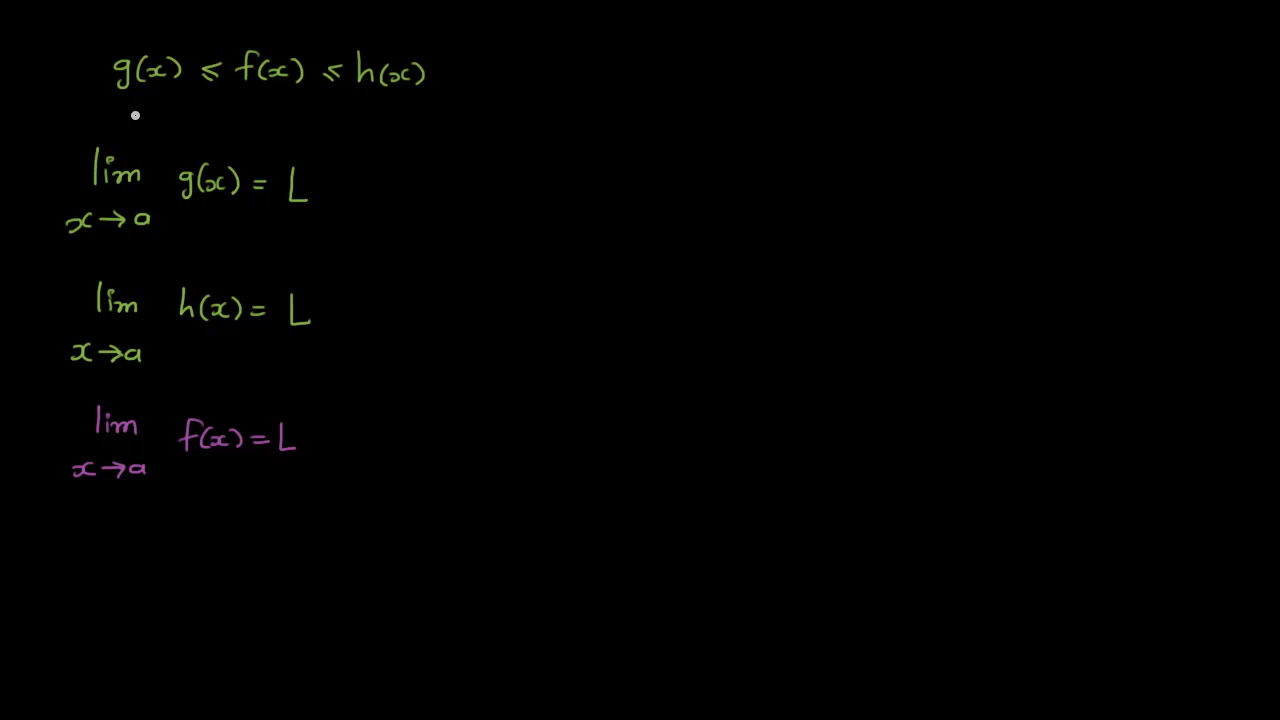 g(x) ⩽ f(x) ⩽ h(x)
lim g(x) = L
x→a
lim h(x) = L
x→a
lim f(x) = L
x→a